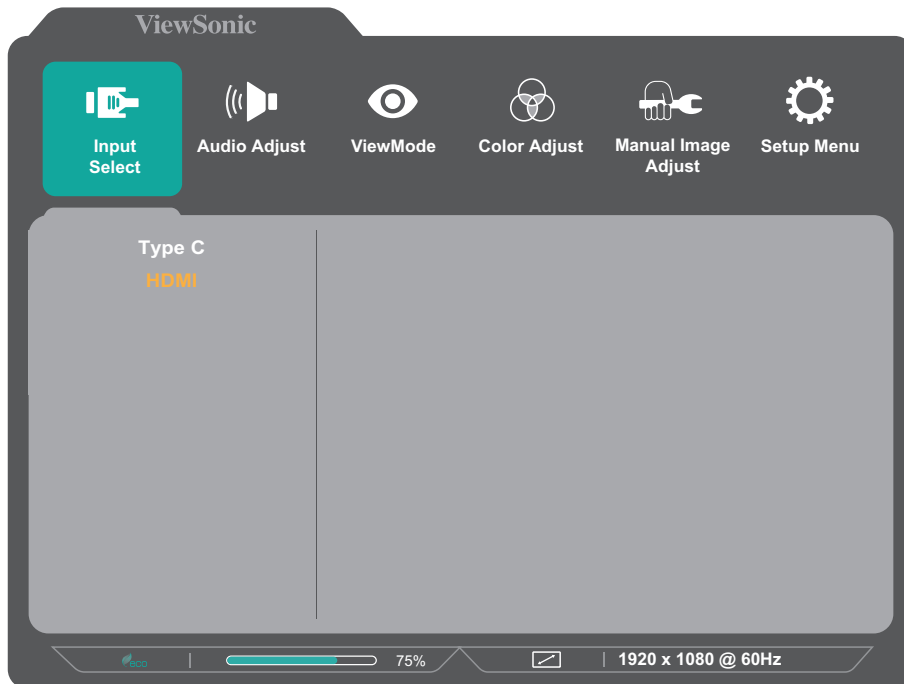 ViewSonic
Input
Select
Audio Adjust
ViewMode
Color Adjust
Manual Image
Adjust
Setup Menu
Type C
HDMI
eco
75%
1920 x 1080 @ 60Hz